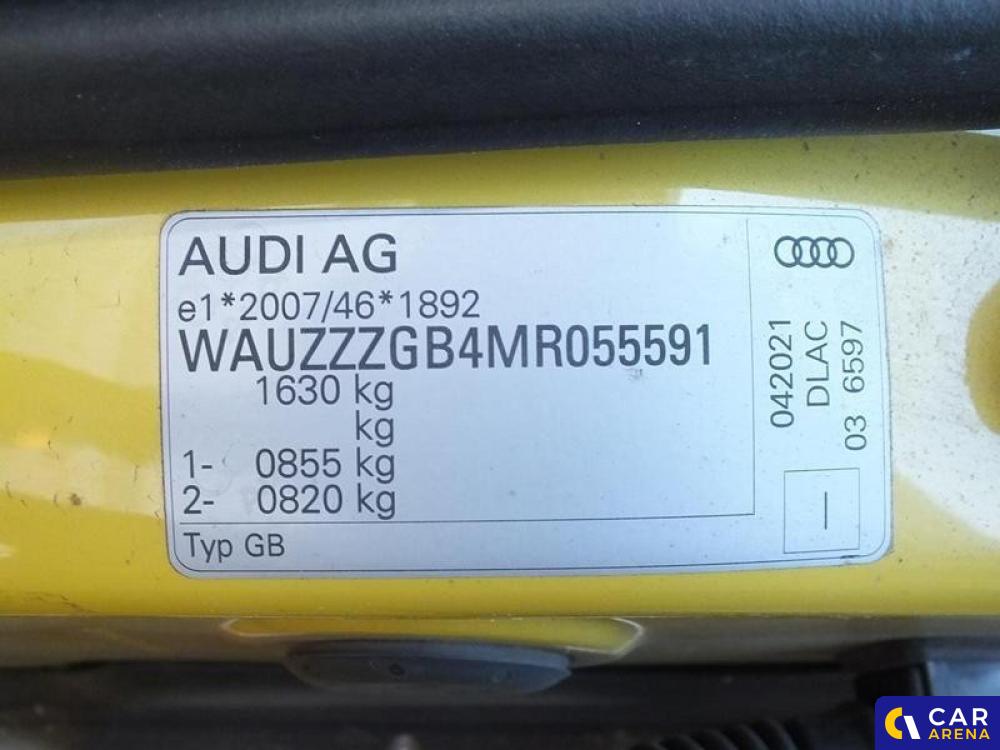 AUDI AG
e1*2007/46*1892
WAUZZZGB4MR055591
1630 kg
kg
1- 0855 kg
2- 0820 kg
Typ GB
042021
DLAC
03 6597
CAR
ARENA